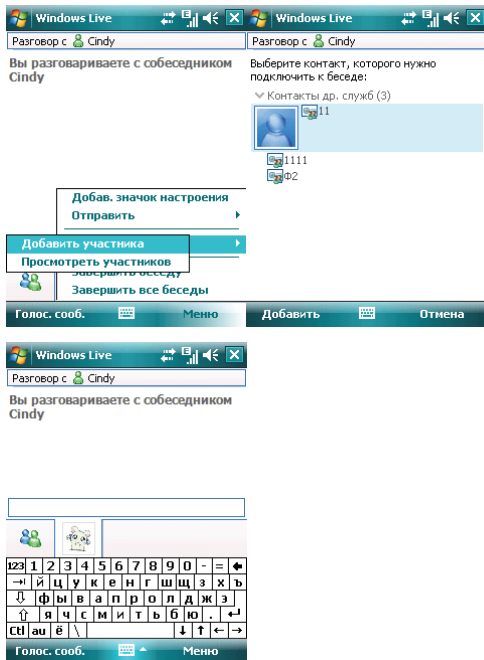 Windows Live
E
Разговор с Cindy
Вы разговариваете с собеседником
Cindy
Добав. значок настроения
Отправить
Добавить участника
Просмотреть участников
Завершить беседу
Завершить все беседы
Голос. сооб. Меню
Windows Live
E
Разговор с Cindy
Выберите контакт, которого нужно
подключить к беседе:
Контакты др. служб (3)
11
1111
Ф2
Добавить Отмена
Windows Live
E
Разговор с Cindy
Вы разговариваете с собеседником
Cindy
123 1 2 3 4 5 6 7 8 9 0 - =
й ц у к е н г ш щ з х ъ
ф ы в а п р о л д ж э
я ч с м и т ь б ю .
Ctl au ё \
Голос. сооб. Меню